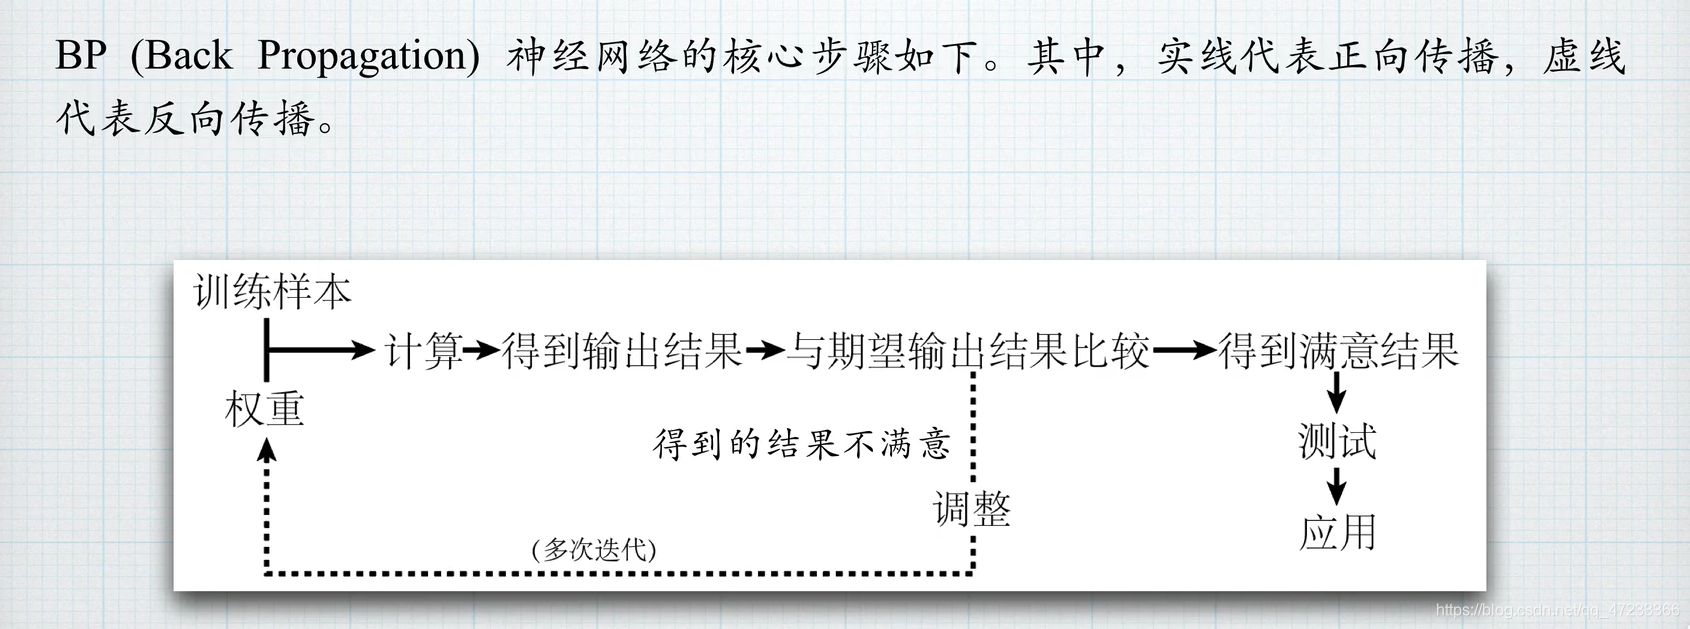 BP (Back Propagation) 神经网络的核心步骤如下。其中，实线代表正向传播，虚线
代表反向传播。
训练样本
计算 得到输出结果 与期望输出结果比较 得到满意结果
权重
得到的结果不满意
测试
调整
应用
(多次迭代)
https://blog.csdn.net/qq_47233366